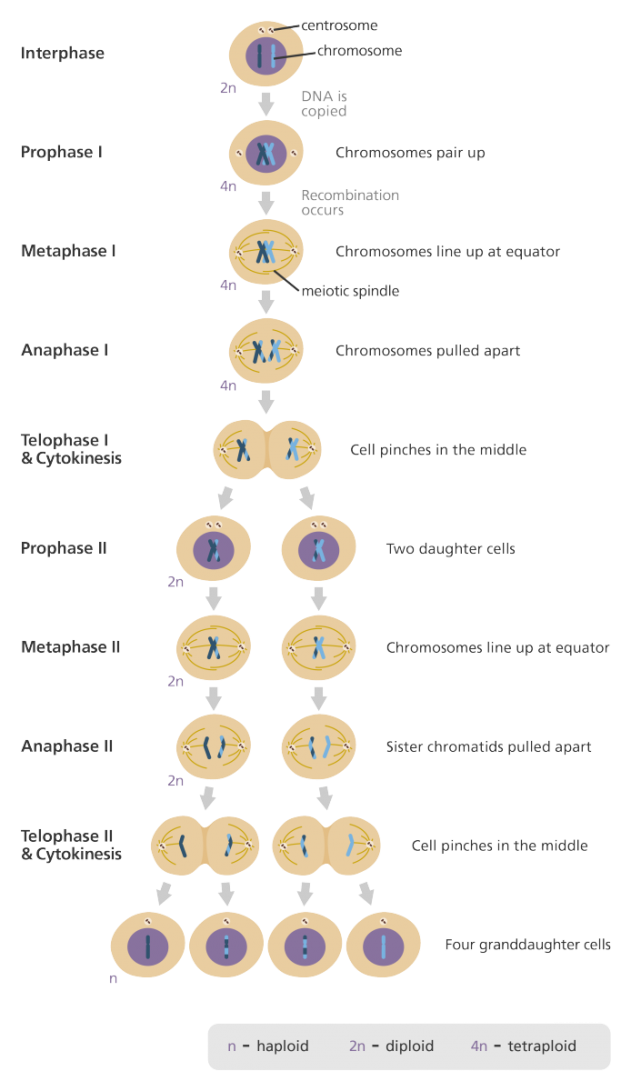 centrosome
Interphase
chromosome
2n
DNA is
copied
Prophase I
Chromosomes pair up
4n
Recombination
occurs
Metaphase I
Chromosomes line up at equator
4n
meiotic spindle
Anaphase I
Chromosomes pulled apart
4n
Telophase I
& Cytokinesis
Cell pinches in the middle
Prophase II
Two daughter cells
2n
Metaphase II
Chromosomes line up at equator
2n
Anaphase II
Sister chromatids pulled apart
2n
Telophase II
& Cytokinesis
Cell pinches in the middle
Four granddaughter cells
n
n - haploid 2n - diploid 4n - tetraploid